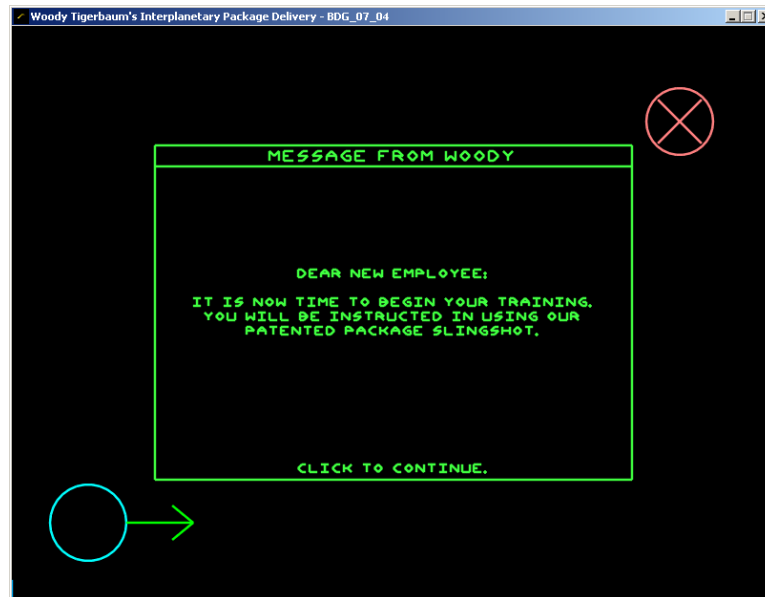 Woody Tigerbaum's Interplanetary Package Delivery - BDG_07_04
MESSAGE FROM WOODY
DEAR NEW EMPLOYEE:
IT IS NOW TIME TO BEGIN YOUR TRAINING.
YOU WILL BE INSTRUCTED IN USING OUR
PATENTED PACKAGE SLINGSHOT.
CLICK TO CONTINUE.